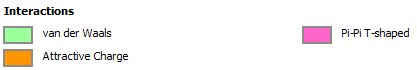 Interactions
van der Waals
Pi-Pi T-shaped
Attractive Charge